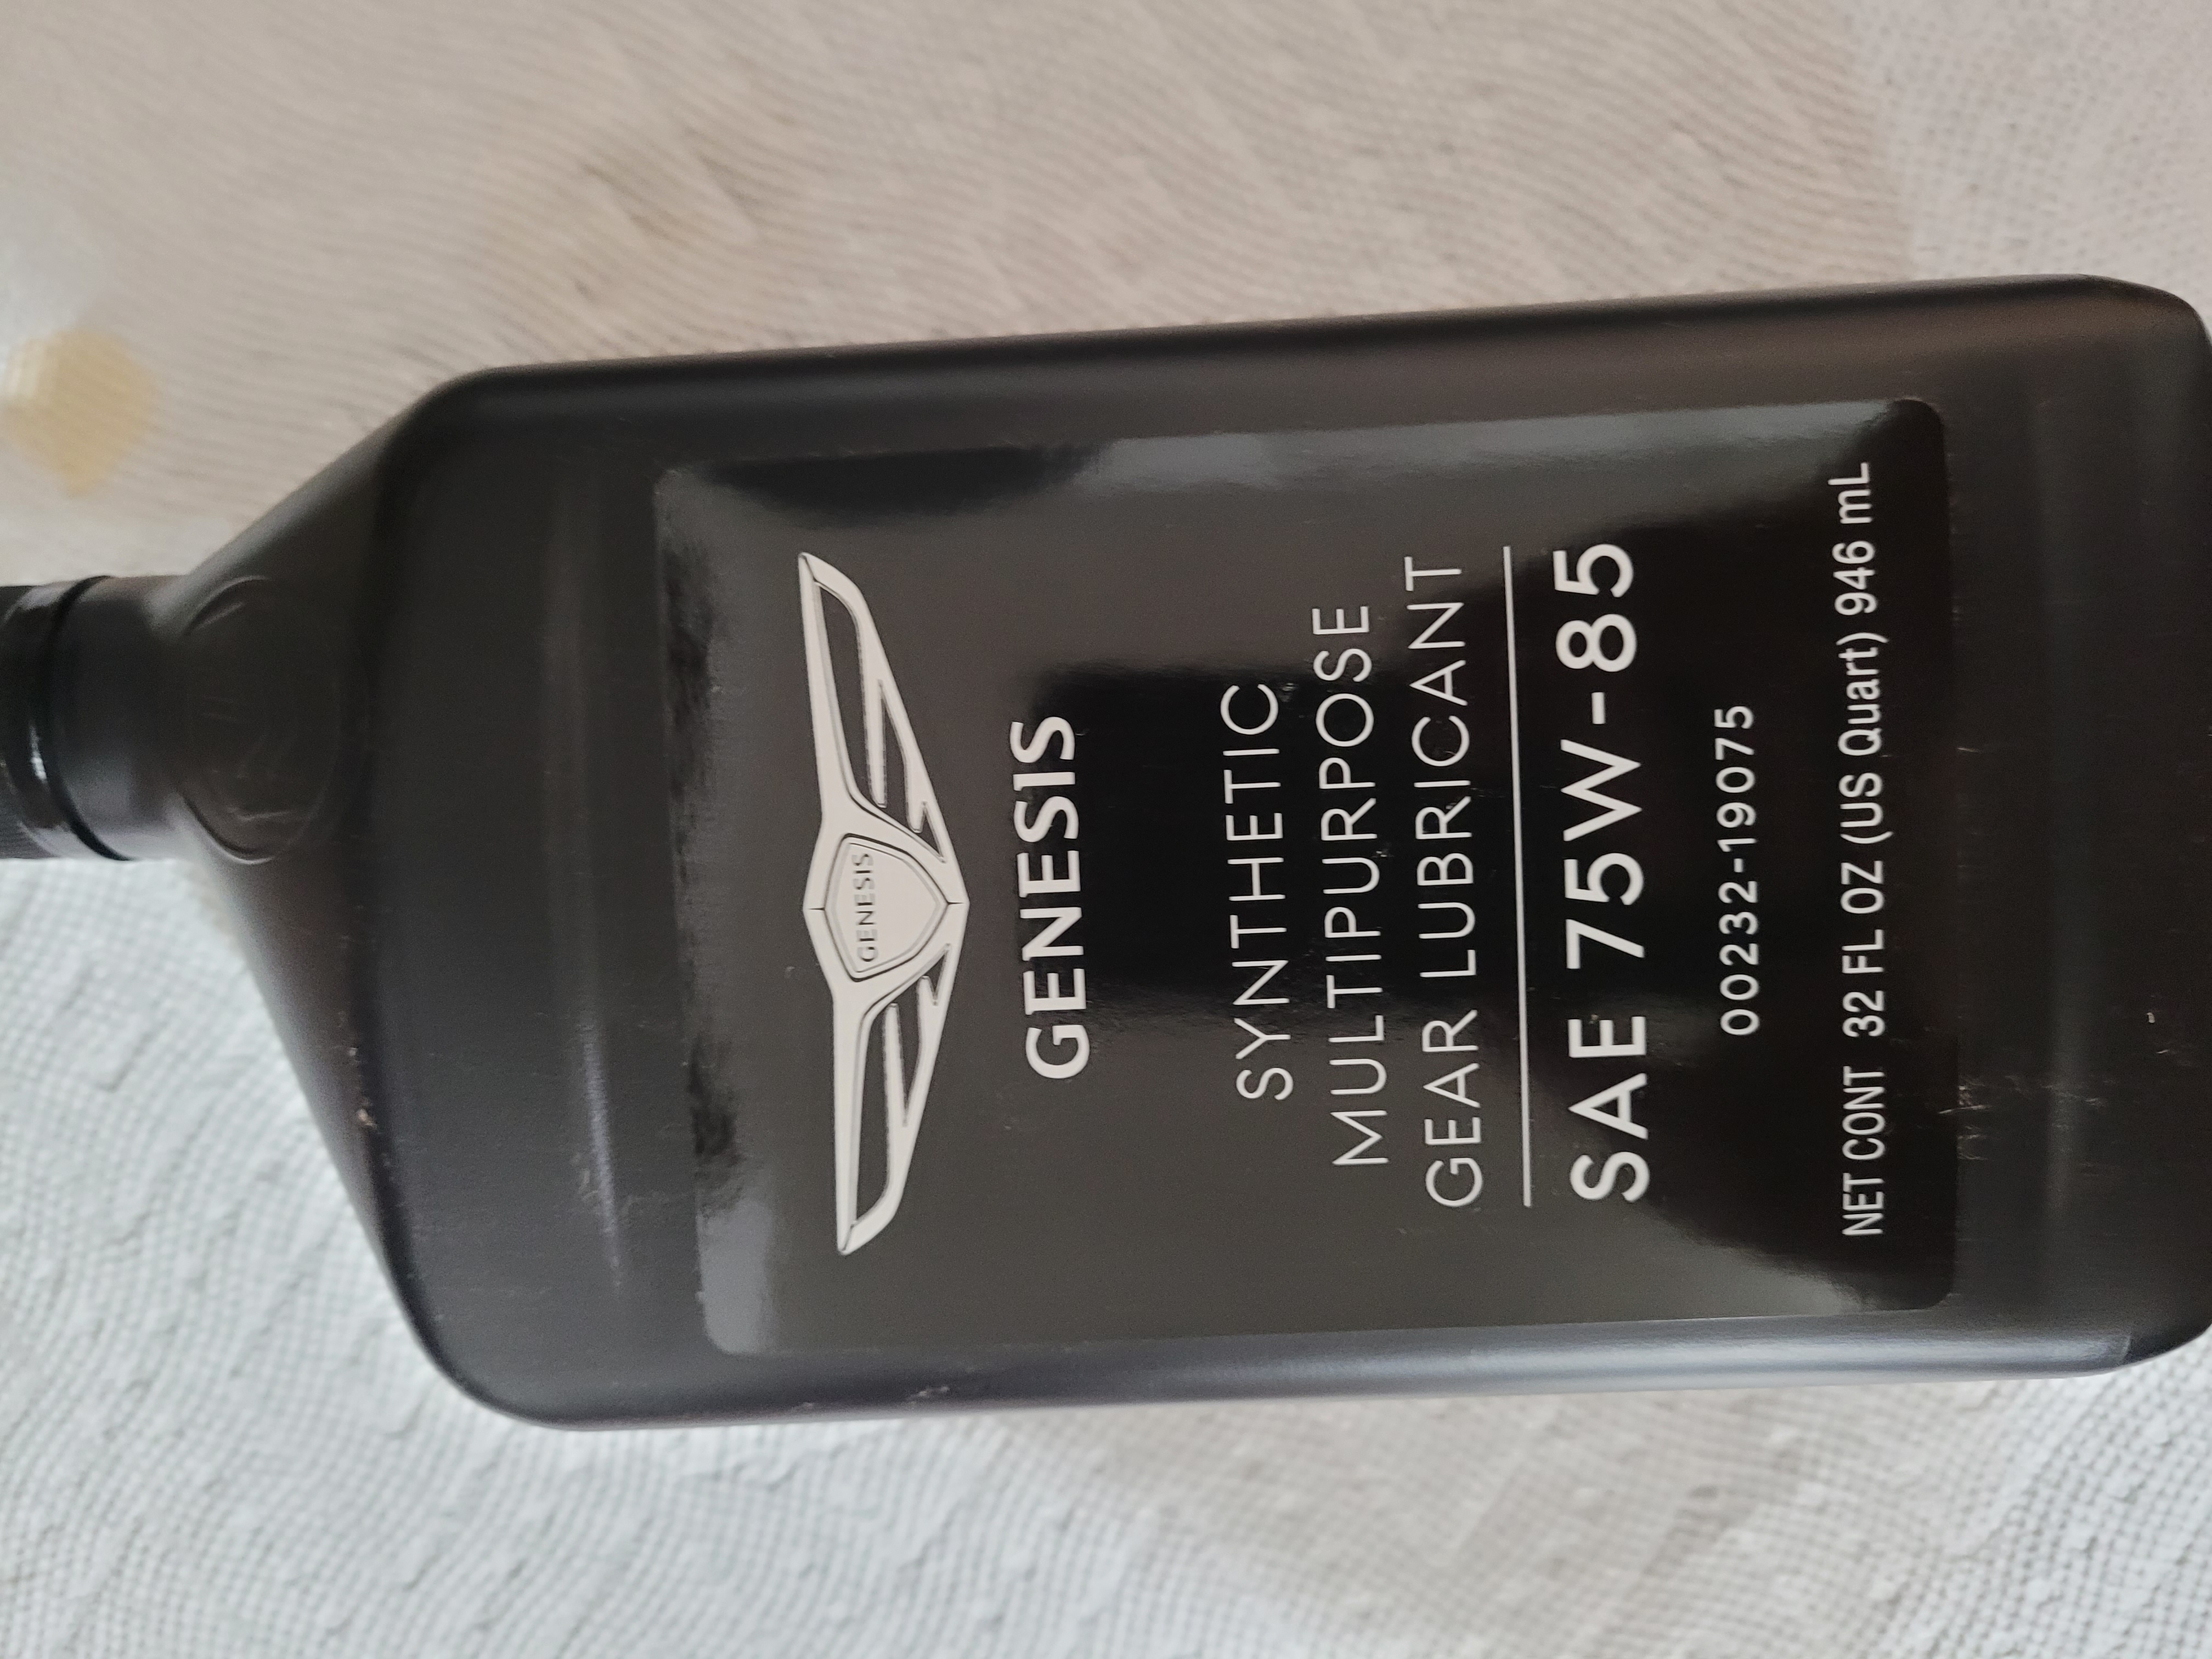 GENESIS
GENESIS
SYNTHETIC
MULTIPURPOSE
GEAR LUBRICANT
SAE 75W-85
00232-19075
NET CONT 32 FL OZ (US Quart) 946 mL